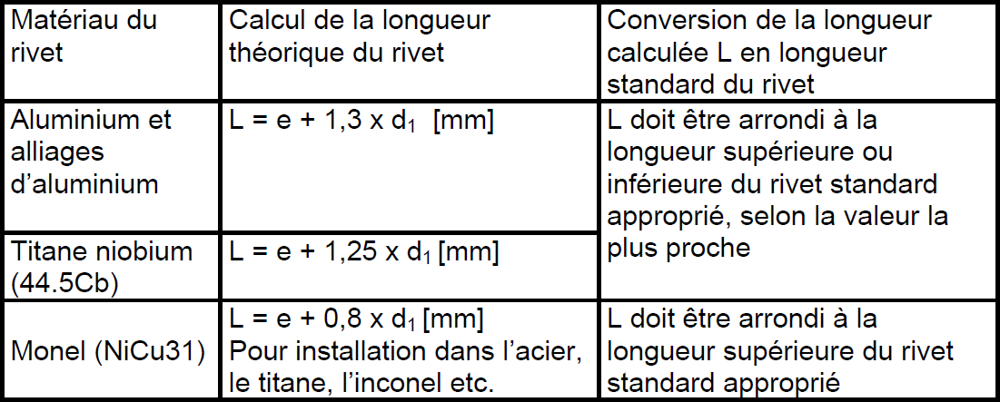 Matériau du
rivet
Calcul de la longueur
théorique du rivet
Conversion de la longueur
calculée L en longueur
standard du rivet
Aluminium et
alliages
d’aluminium
L = e + 1,3 x d₁ [mm]
L doit être arrondi à la
longueur supérieure ou
inférieure du rivet standard
approprié, selon la valeur la
plus proche
Titane niobium
(44.5Cb)
L = e + 1,25 x d₁ [mm]
Monel (NiCu31)
L = e + 0,8 x d₁ [mm]
Pour installation dans l’acier,
le titane, l’inconel etc.
L doit être arrondi à la
longueur supérieure du rivet
standard approprié